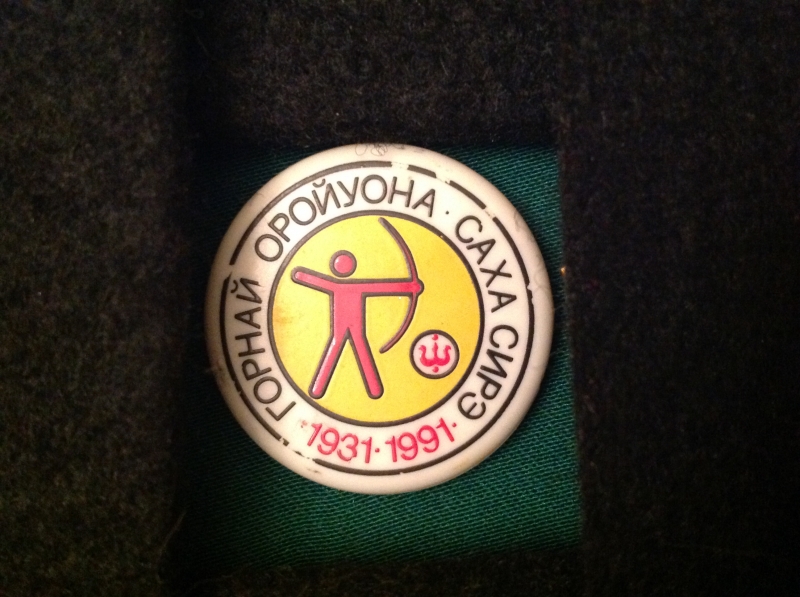 ГОРНАЙ ОРОЙУОНА · САХА СИРЭ
· 1931 · 1991 ·